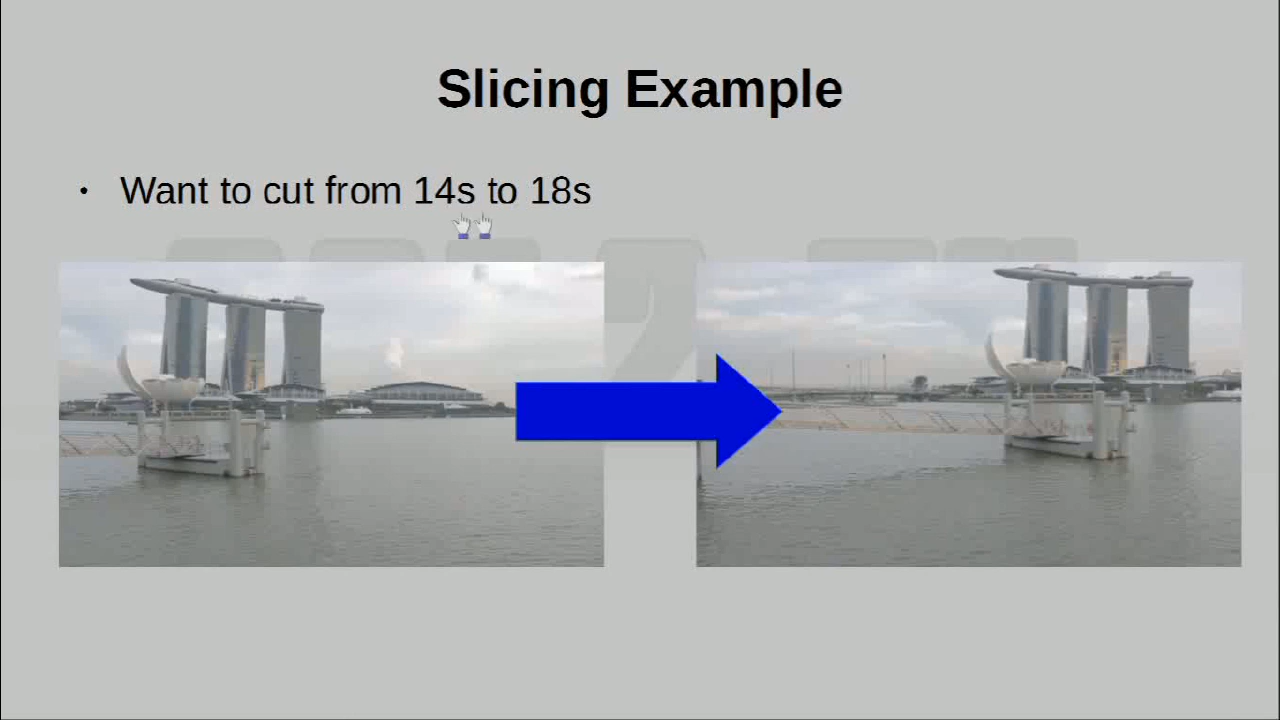 Slicing Example
• Want to cut from 14s to 18s